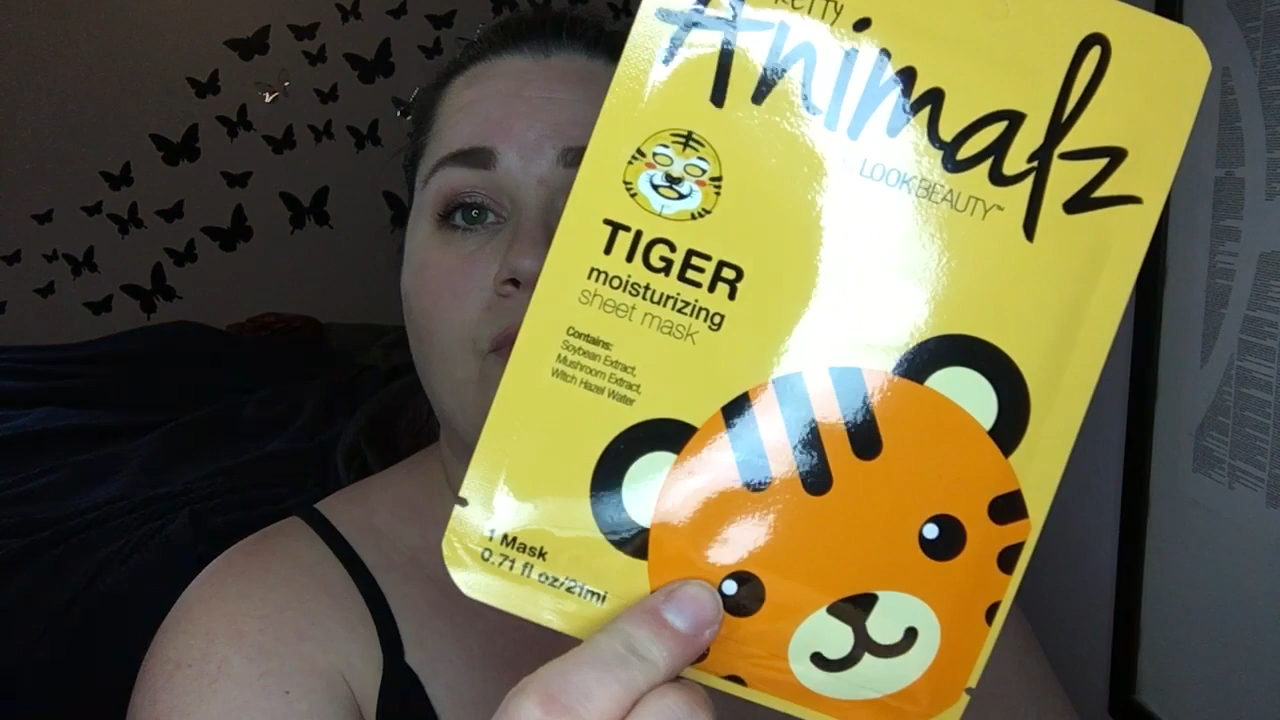 Animalz
LOOK BEAUTY™
TIGER
moisturizing
sheet mask
Contains:
Soybean Extract,
Mushroom Extract,
Witch Hazel Water
1 Mask
0.71 fl oz/21ml